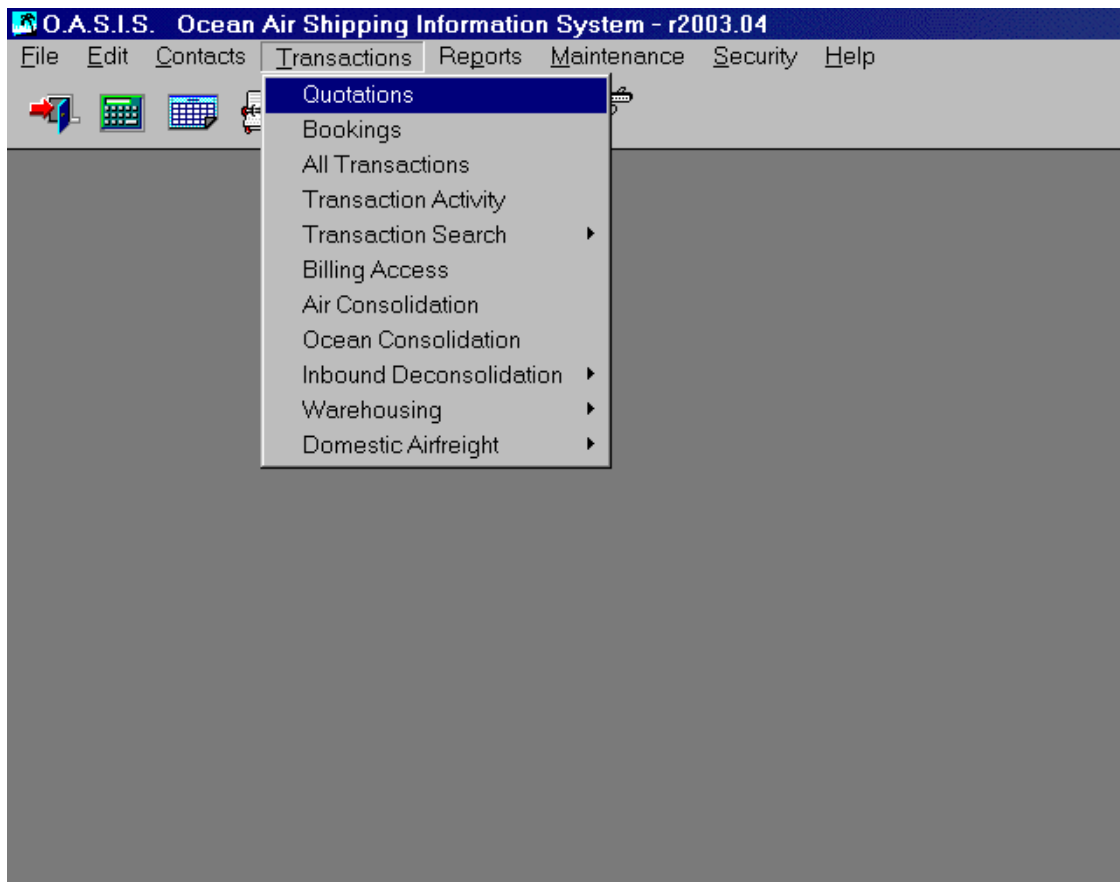 O.A.S.I.S. Ocean Air Shipping Information System - r2003.04
File Edit Contacts Transactions Reports Maintenance Security Help
Quotations
Bookings
All Transactions
Transaction Activity
Transaction Search
Billing Access
Air Consolidation
Ocean Consolidation
Inbound Deconsolidation
Warehousing
Domestic Airfreight